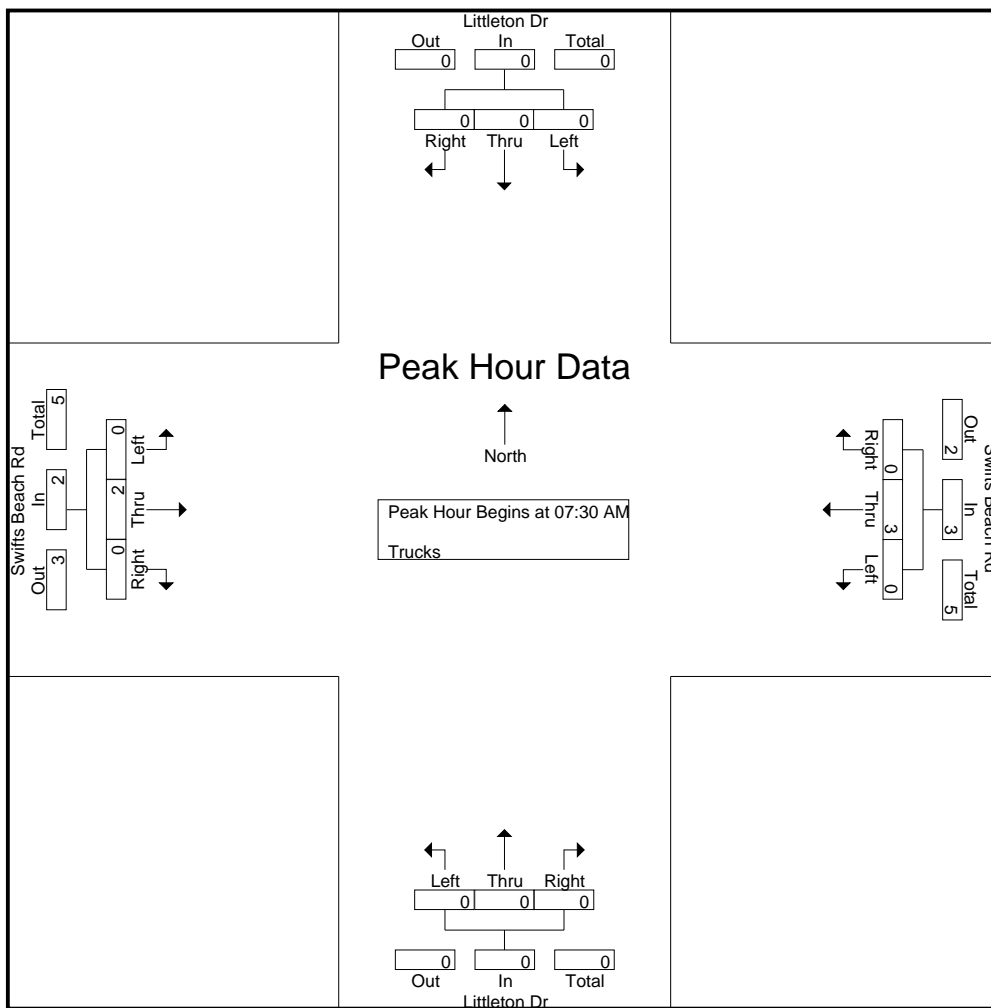 Littleton Dr
Out In Total
0 0 0
0 0 0
Right Thru Left
Peak Hour Data
North
Peak Hour Begins at 07:30 AM
Trucks
Swifts Beach Rd
Total In Out
5 2 3
0 2 0
Left Thru Right
Swifts Beach Rd
Out In Total
2 3 5
0 3 0
Right Thru Left
Left Thru Right
0 0 0
0 0 0
Out In Total
Littleton Dr